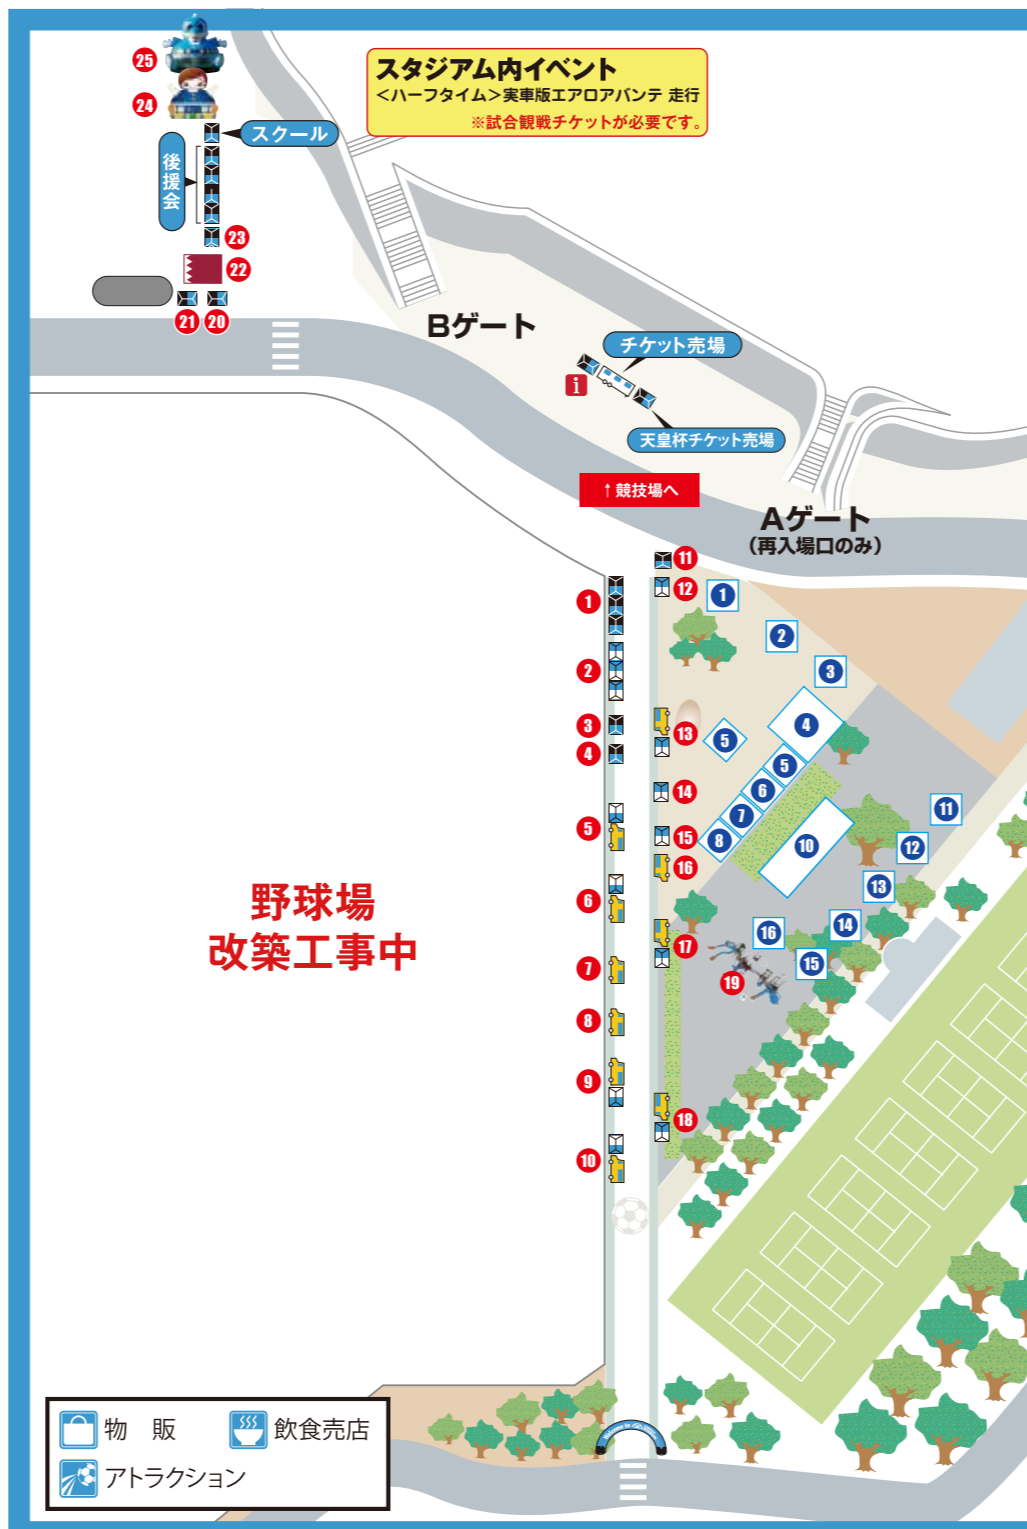 スタジアム内イベント
<ハーフタイム>実車版エアロアバンテ 走行
※試合観戦チケットが必要です。
25
24
スクール
後援会
23
22
21
20
Bゲート
チケット売場
i
天皇杯チケット売場
↑競技場へ
Aゲート
(再入場口のみ)
11
12
1
2
3
4
13
14
15
16
5
6
17
7
19
8
9
18
10
1
2
3
4
5
5
6
7
8
10
11
12
13
14
15
16
野球場
改築工事中
物 販
飲食売店
アトラクション